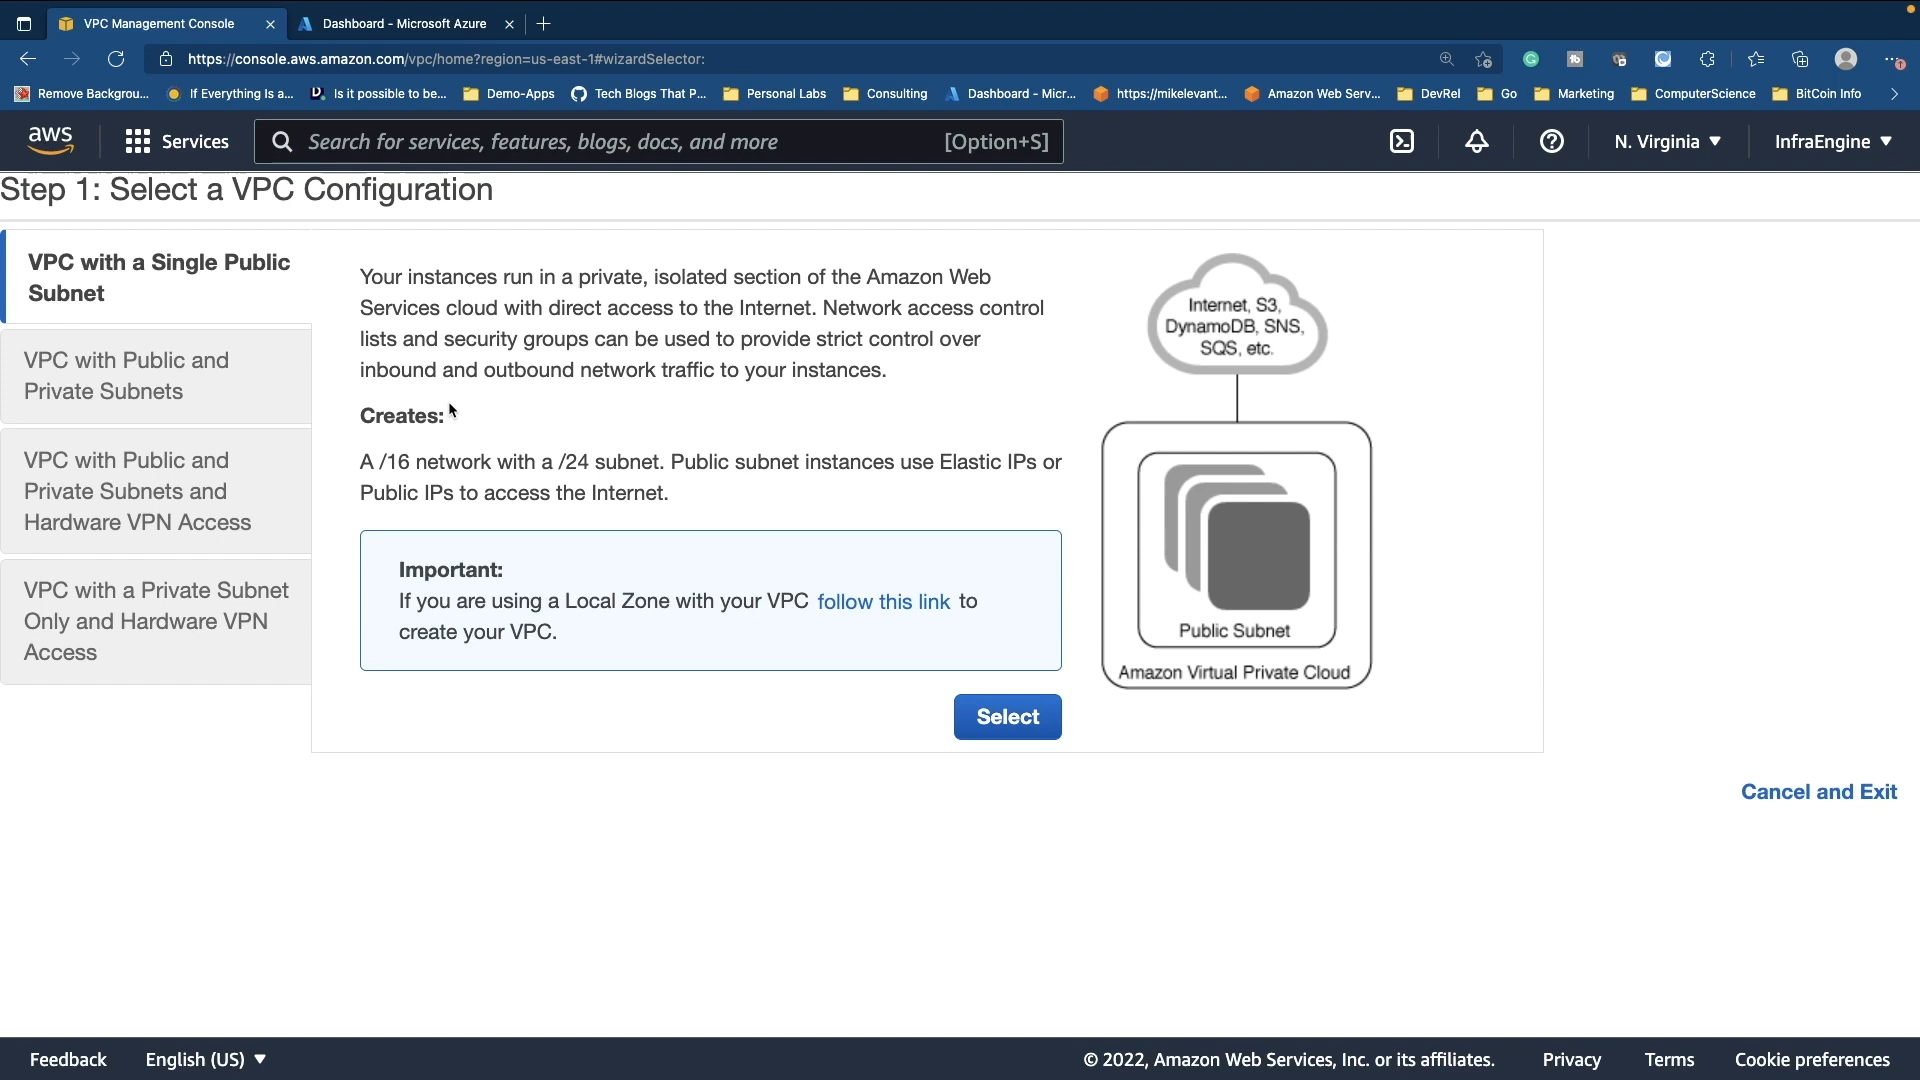 VPC Management Console
Dashboard - Microsoft Azure
https://console.aws.amazon.com/vpc/home?region=us-east-1#wizardSelector:
Remove Backgrou...
If Everything Is a...
Is it possible to be...
Demo-Apps
Tech Blogs That P...
Personal Labs
Consulting
Dashboard - Micr...
https://mikelevant...
Amazon Web Serv...
DevRel
Go
Marketing
ComputerScience
BitCoin Info
aws
Services
Search for services, features, blogs, docs, and more
[Option+S]
N. Virginia
InfraEngine
Step 1: Select a VPC Configuration
VPC with a Single Public
Subnet
VPC with Public and
Private Subnets
VPC with Public and
Private Subnets and
Hardware VPN Access
VPC with a Private Subnet
Only and Hardware VPN
Access
Your instances run in a private, isolated section of the Amazon Web
Services cloud with direct access to the Internet. Network access control
lists and security groups can be used to provide strict control over
inbound and outbound network traffic to your instances.
Creates:
A /16 network with a /24 subnet. Public subnet instances use Elastic IPs or
Public IPs to access the Internet.
Important:
If you are using a Local Zone with your VPC follow this link to
create your VPC.
Select
Internet, S3,
DynamoDB, SNS,
SQS, etc.
Public Subnet
Amazon Virtual Private Cloud
Cancel and Exit
Feedback
English (US)
© 2022, Amazon Web Services, Inc. or its affiliates.
Privacy
Terms
Cookie preferences